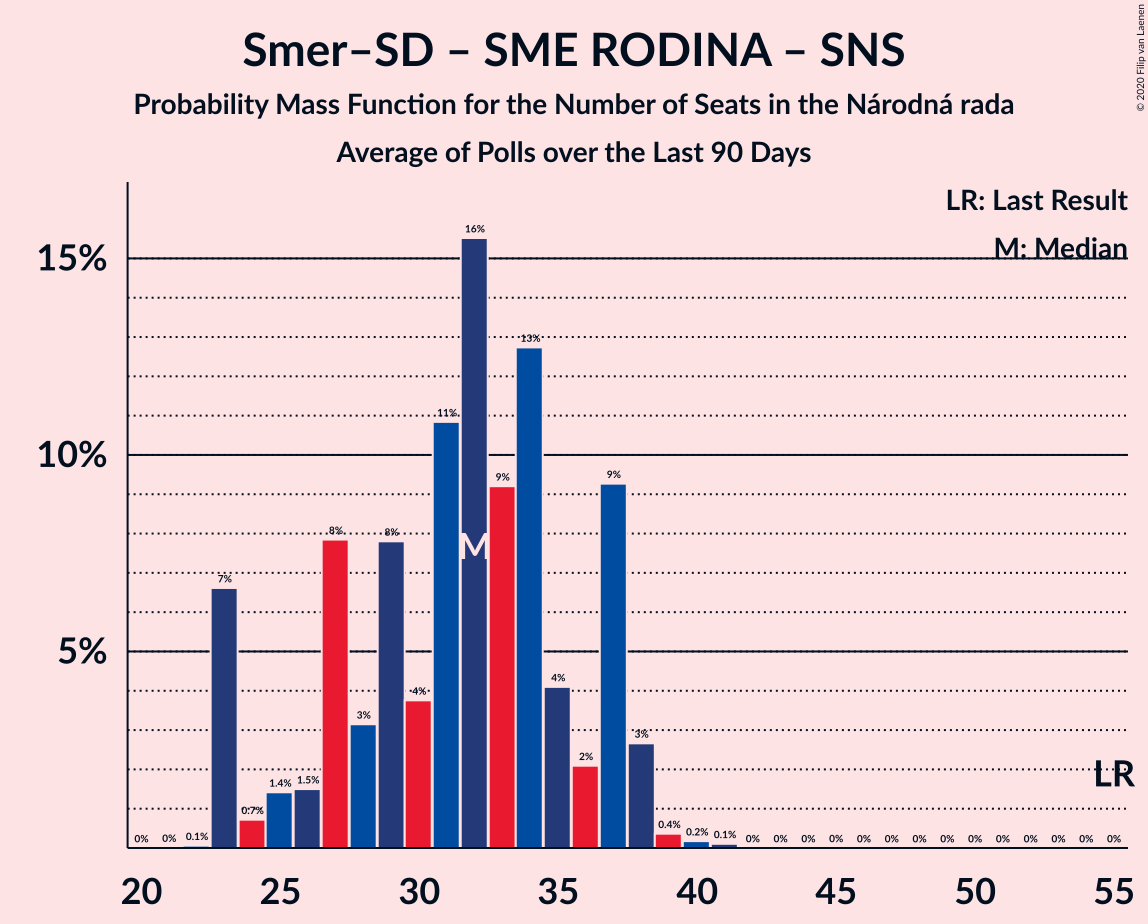 Smer–SD – SME RODINA – SNS
Probability Mass Function for the Number of Seats in the Národná rada
Average of Polls over the Last 90 Days
© 2020 Filip van Laenen
LR: Last Result
M: Median
15%
10%
5%
0% 0% 0.1% 7% 0.7% 1.4% 1.5% 8% 3% 8% 4% 11% 16% 9% 13% 4% 2% 9% 3% 0.4% 0.2% 0.1% 0% 0% 0% 0% 0% 0% 0% 0% 0% 0% 0% 0% 0% 0%
M
LR
20 25 30 35 40 45 50 55